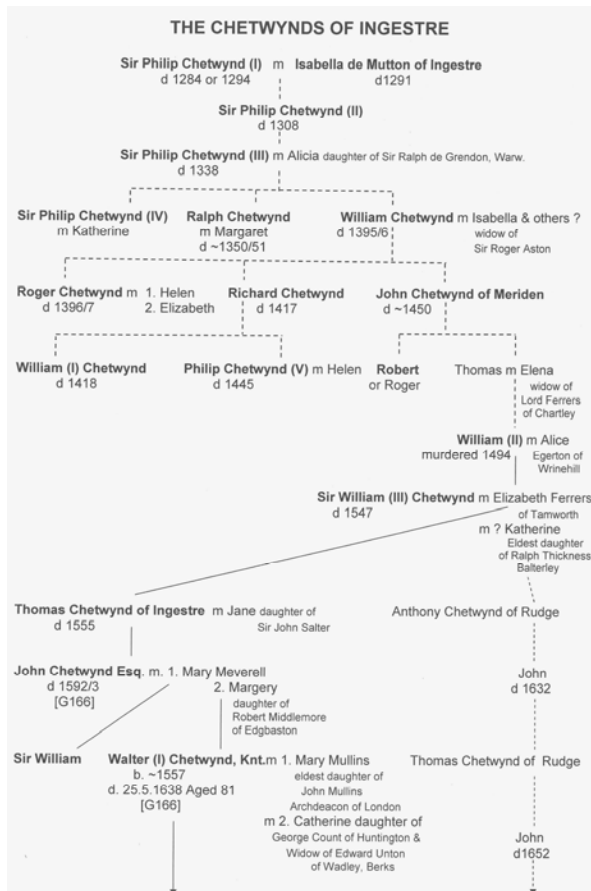 THE CHETWYNDS OF INGESTRE
Sir Philip Chetwynd (I) m Isabella de Mutton of Ingestre
d 1284 or 1294 d1291
Sir Philip Chetwynd (II)
d 1308
Sir Philip Chetwynd (III) m Alicia daughter of Sir Ralph de Grendon, Warw.
d 1338
Sir Philip Chetwynd (IV) Ralph Chetwynd William Chetwynd m Isabella & others ?
m Katherine m Margaret d 1395/6 widow of
d ~1350/51 Sir Roger Aston
Roger Chetwynd m 1. Helen Richard Chetwynd John Chetwynd of Meriden
d 1396/7 2. Elizabeth d 1417 d ~1450
William (I) Chetwynd Philip Chetwynd (V) m Helen Robert Thomas m Elena
d 1418 d 1445 or Roger widow of
Lord Ferrers
of Chartley
William (II) m Alice
murdered 1494 Egerton of
Wrinehill
Sir William (III) Chetwynd m Elizabeth Ferrers
d 1547 of Tamworth
m ? Katherine
Eldest daughter
of Ralph Thickness
Balterley
Thomas Chetwynd of Ingestre m Jane daughter of Anthony Chetwynd of Rudge
d 1555 Sir John Salter
John Chetwynd Esq. m. 1. Mary Meverell John
d 1592/3 2. Margery d 1632
[G166] daughter of
Robert Middlemore
of Edgbaston
Sir William Walter (I) Chetwynd, Knt.m 1. Mary Mullins Thomas Chetwynd of Rudge
b. ~1557 eldest daughter of
d. 25.5.1638 Aged 81 John Mullins
[G166] Archdeacon of London
m 2. Catherine daughter of
George Count of Huntington & John
Widow of Edward Unton d1652
of Wadley, Berks